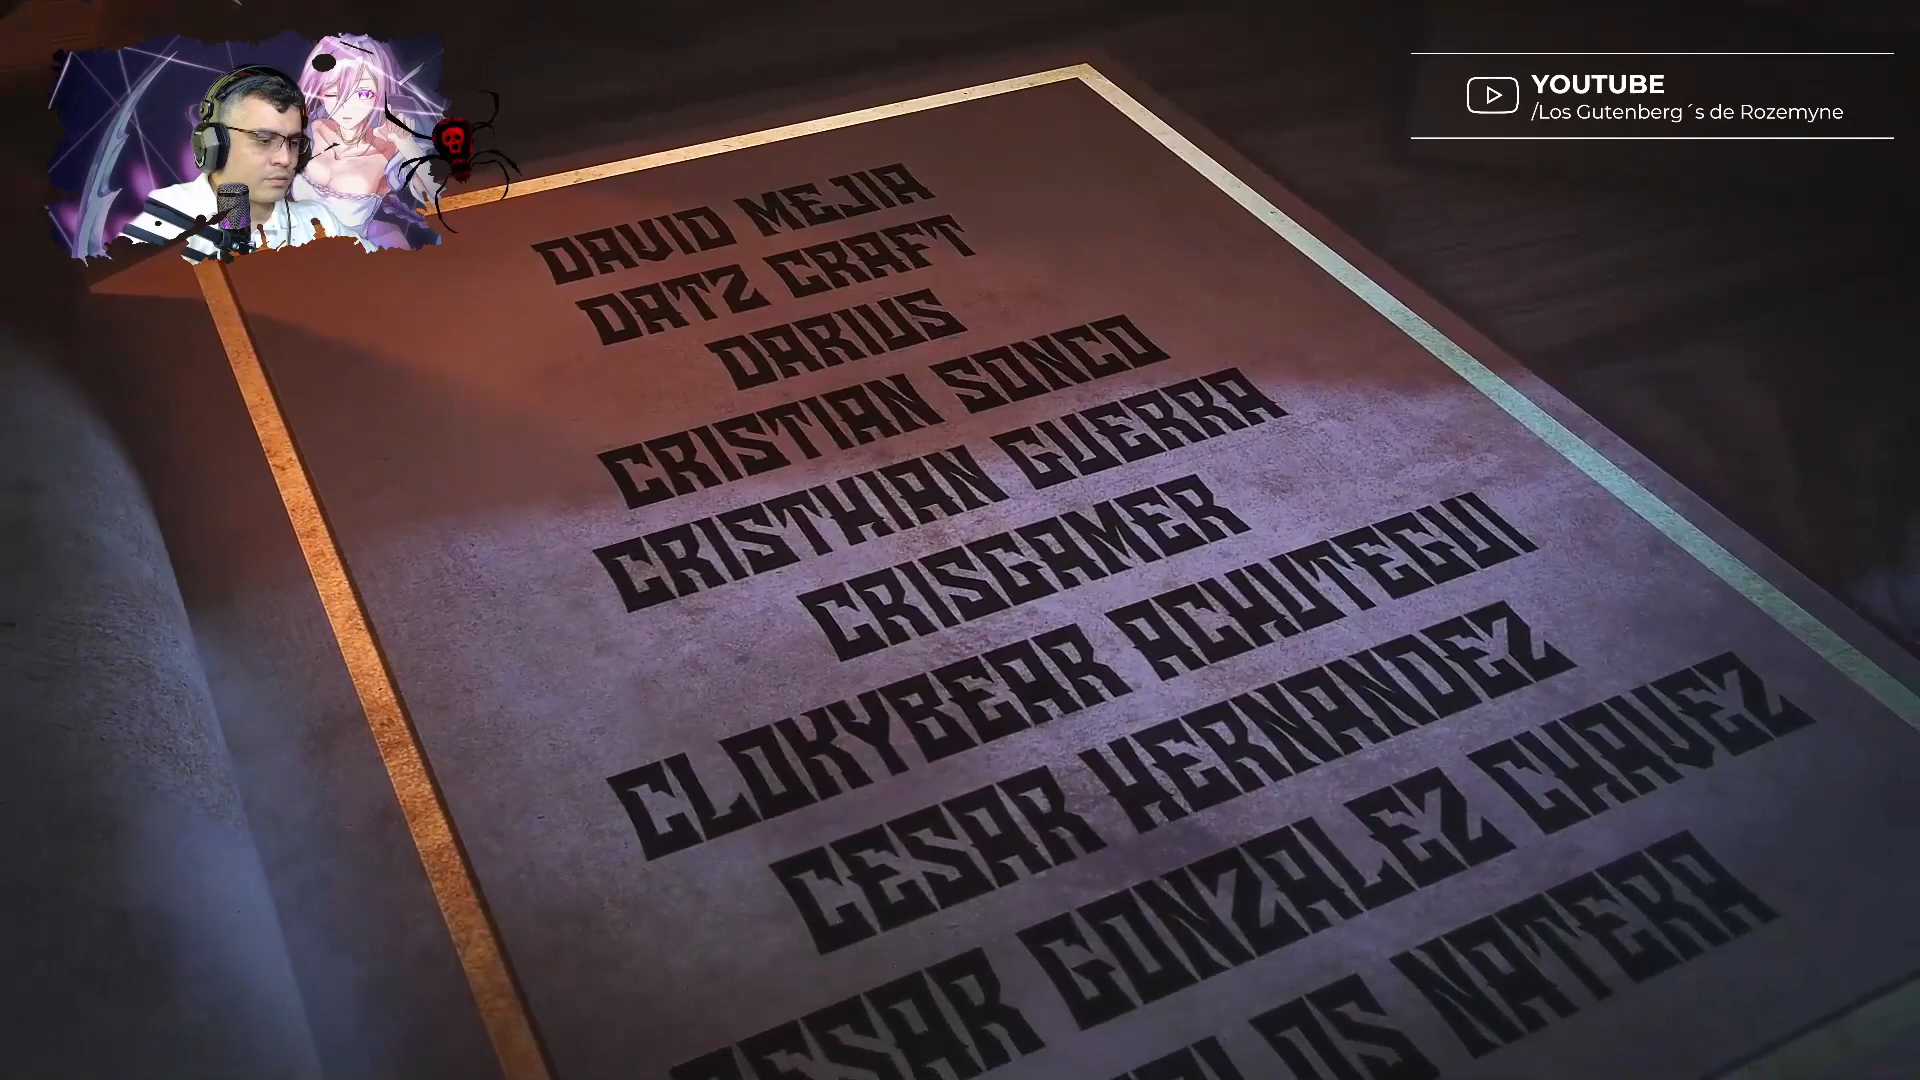 YOUTUBE
/Los Gutenberg´s de Rozemyne
DAVID MEJIA
DATZ CRAFT
DARIUS
CRISTIAN SONCO
CRISTHIAN GUERRA
CRISGAMER
CLOKYBEAR ACHUTEGUI
CESAR HERNANDEZ
CESAR GONZALEZ CHAVEZ
NATERA